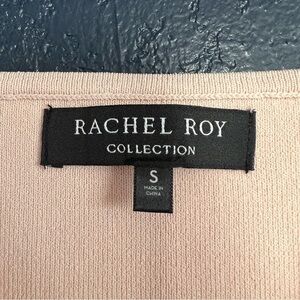 RACHEL ROY
COLLECTION
S
MADE IN
CHINA